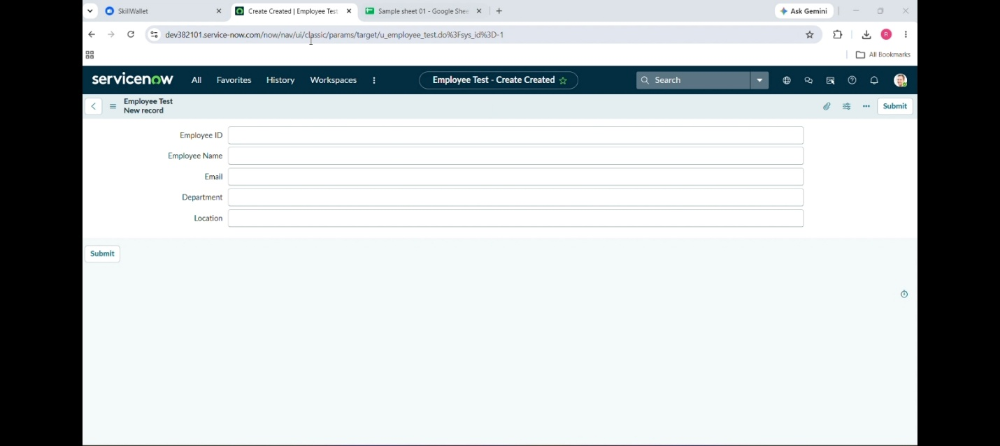 SkillWallet
Create Created | Employee Test
Sample sheet 01 - Google Shee
Ask Gemini
dev382101.service-now.com/now/nav/ui/classic/params/target/u_employee_test.do%3Fsys_id%3D-1
R
All Bookmarks
servicenow All Favorites History Workspaces Employee Test - Create Created Search
Employee Test
New record
Submit
Employee ID
Employee Name
Email
Department
Location
Submit